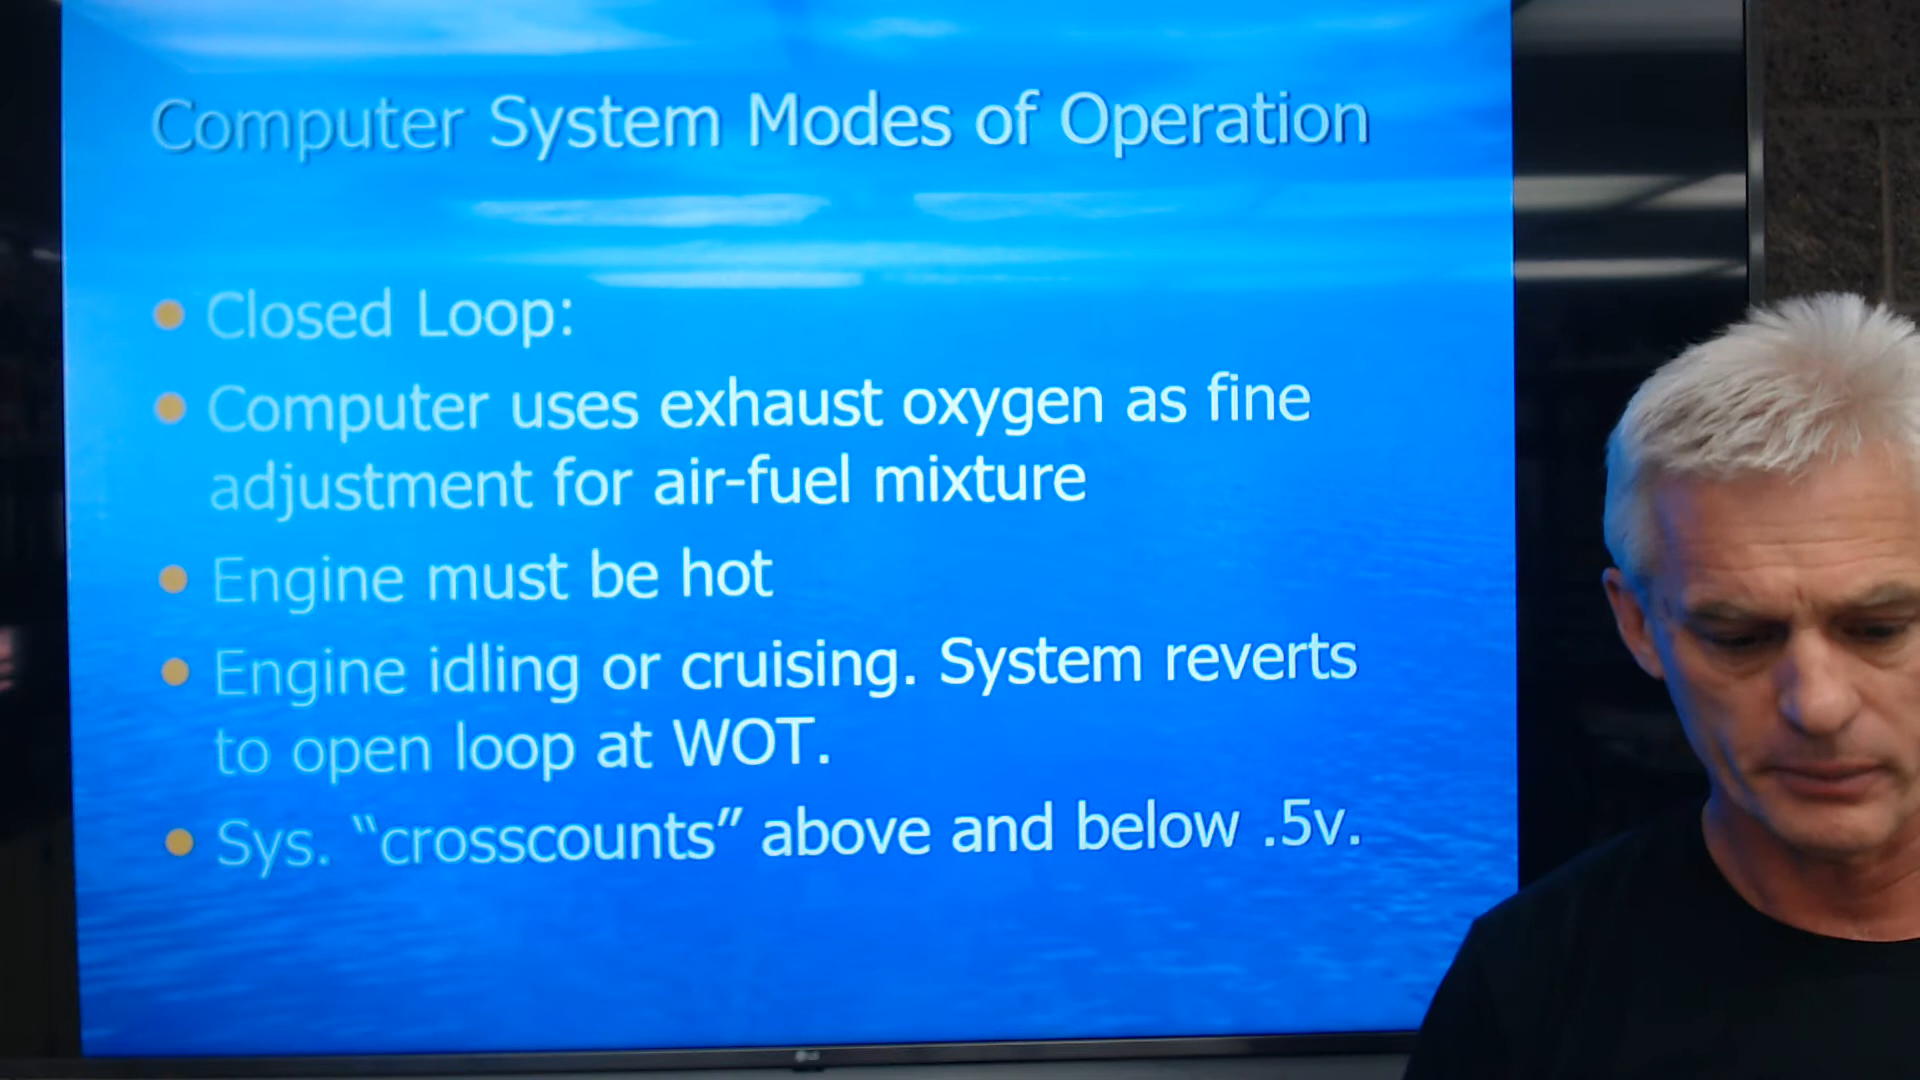 Computer System Modes of Operation
Closed Loop:
Computer uses exhaust oxygen as fine
adjustment for air-fuel mixture
Engine must be hot
Engine idling or cruising. System reverts
to open loop at WOT.
Sys. “crosscounts” above and below .5v.
LG